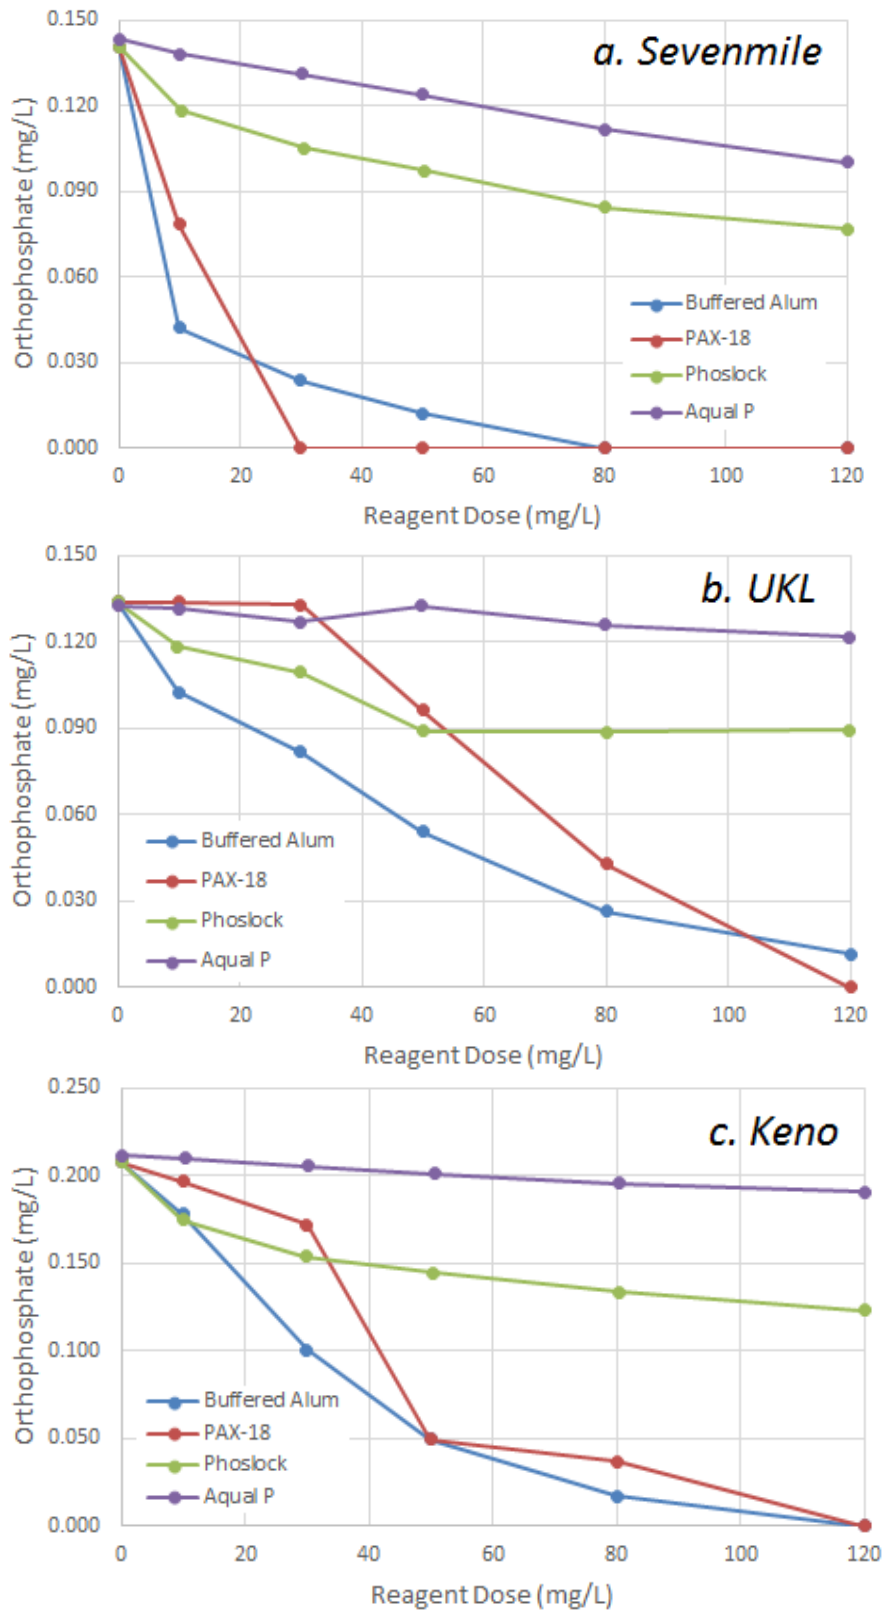 a. Sevenmile
Orthophosphate (mg/L)
0.150
0.120
0.090
0.060
0.030
0.000
Buffered Alum
PAX-18
Phoslock
Aqual P
0 20 40 60 80 100 120
Reagent Dose (mg/L)
b. UKL
Orthophosphate (mg/L)
0.150
0.120
0.090
0.060
0.030
0.000
Buffered Alum
PAX-18
Phoslock
Aqual P
0 20 40 60 80 100 120
Reagent Dose (mg/L)
c. Keno
Orthophosphate (mg/L)
0.250
0.200
0.150
0.100
0.050
0.000
Buffered Alum
PAX-18
Phoslock
Aqual P
0 20 40 60 80 100 120
Reagent Dose (mg/L)